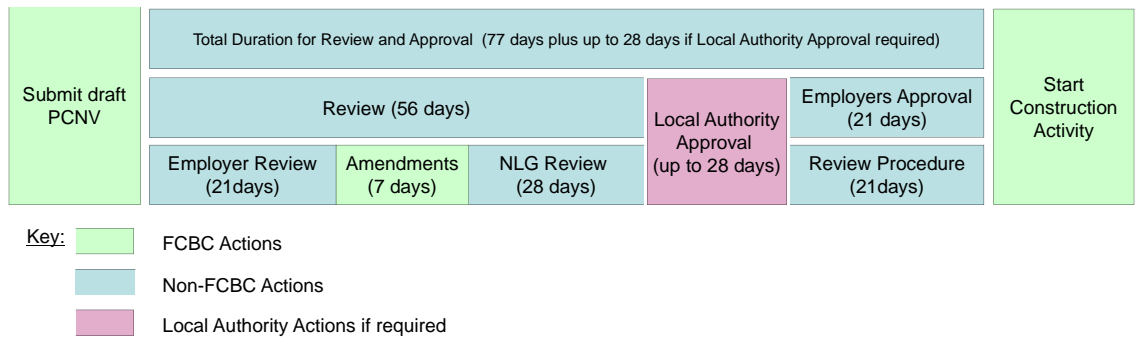 Submit draft
PCNV
Total Duration for Review and Approval (77 days plus up to 28 days if Local Authority Approval required)
Review (56 days)
Employer Review
(21days)
Amendments
(7 days)
NLG Review
(28 days)
Local Authority
Approval
(up to 28 days)
Employers Approval
(21 days)
Review Procedure
(21days)
Start
Construction
Activity
Key:
FCBC Actions
Non-FCBC Actions
Local Authority Actions if required